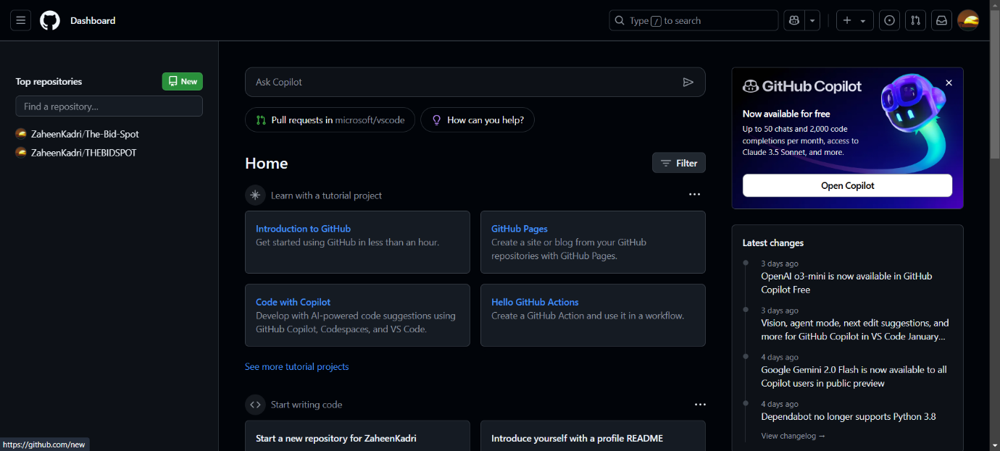 Dashboard
Type / to search
Top repositories
New
Find a repository...
ZaheenKadri/The-Bid-Spot
ZaheenKadri/THEBIDSPOT
Ask Copilot
Pull requests in microsoft/vscode
How can you help?
Home
Filter
Learn with a tutorial project
Introduction to GitHub
Get started using GitHub in less than an hour.
GitHub Pages
Create a site or blog from your GitHub
repositories with GitHub Pages.
Code with Copilot
Develop with AI-powered code suggestions using
GitHub Copilot, Codespaces, and VS Code.
Hello GitHub Actions
Create a GitHub Action and use it in a workflow.
See more tutorial projects
Start writing code
Start a new repository for ZaheenKadri
Introduce yourself with a profile README
GitHub Copilot
Now available for free
Up to 50 chats and 2,000 code
completions per month, access to
Claude 3.5 Sonnet, and more.
Open Copilot
Latest changes
3 days ago
OpenAI o3-mini is now available in GitHub
Copilot Free
3 days ago
Vision, agent mode, next edit suggestions, and
more for GitHub Copilot in VS Code January...
4 days ago
Google Gemini 2.0 Flash is now available to all
Copilot users in public preview
4 days ago
Dependabot no longer supports Python 3.8
View changelog →
https://github.com/new